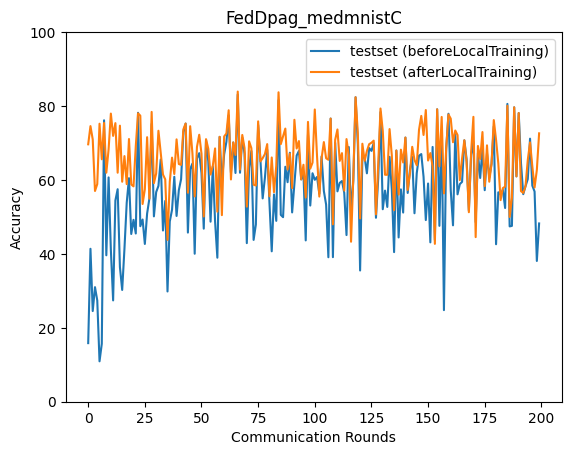 FedDpag_medmnistC
testset (beforeLocalTraining)
testset (afterLocalTraining)
100
80
60
40
20
0
Accuracy
0 25 50 75 100 125 150 175 200
Communication Rounds